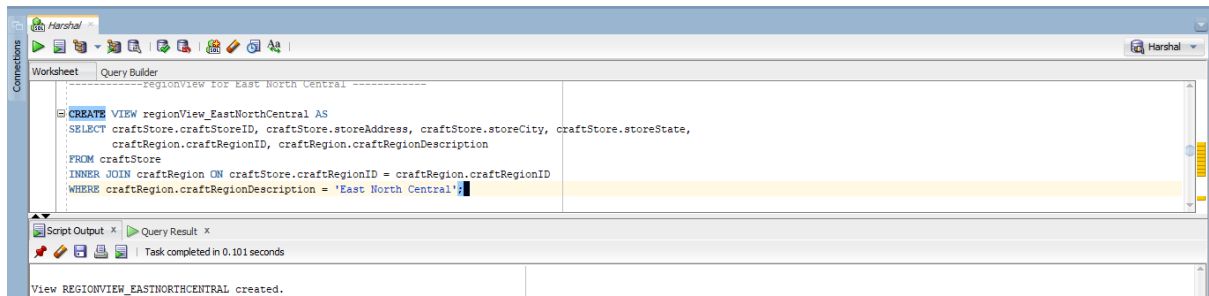 Harshal
Connections
Harshal
Worksheet Query Builder
------------regionView for East North Central ------------
CREATE VIEW regionView_EastNorthCentral AS
SELECT craftStore.craftStoreID, craftStore.storeAddress, craftStore.storeCity, craftStore.storeState,
craftRegion.craftRegionID, craftRegion.craftRegionDescription
FROM craftStore
INNER JOIN craftRegion ON craftStore.craftRegionID = craftRegion.craftRegionID
WHERE craftRegion.craftRegionDescription = 'East North Central';
Script Output x Query Result x
Task completed in 0.101 seconds
View REGIONVIEW_EASTNORTHCENTRAL created.